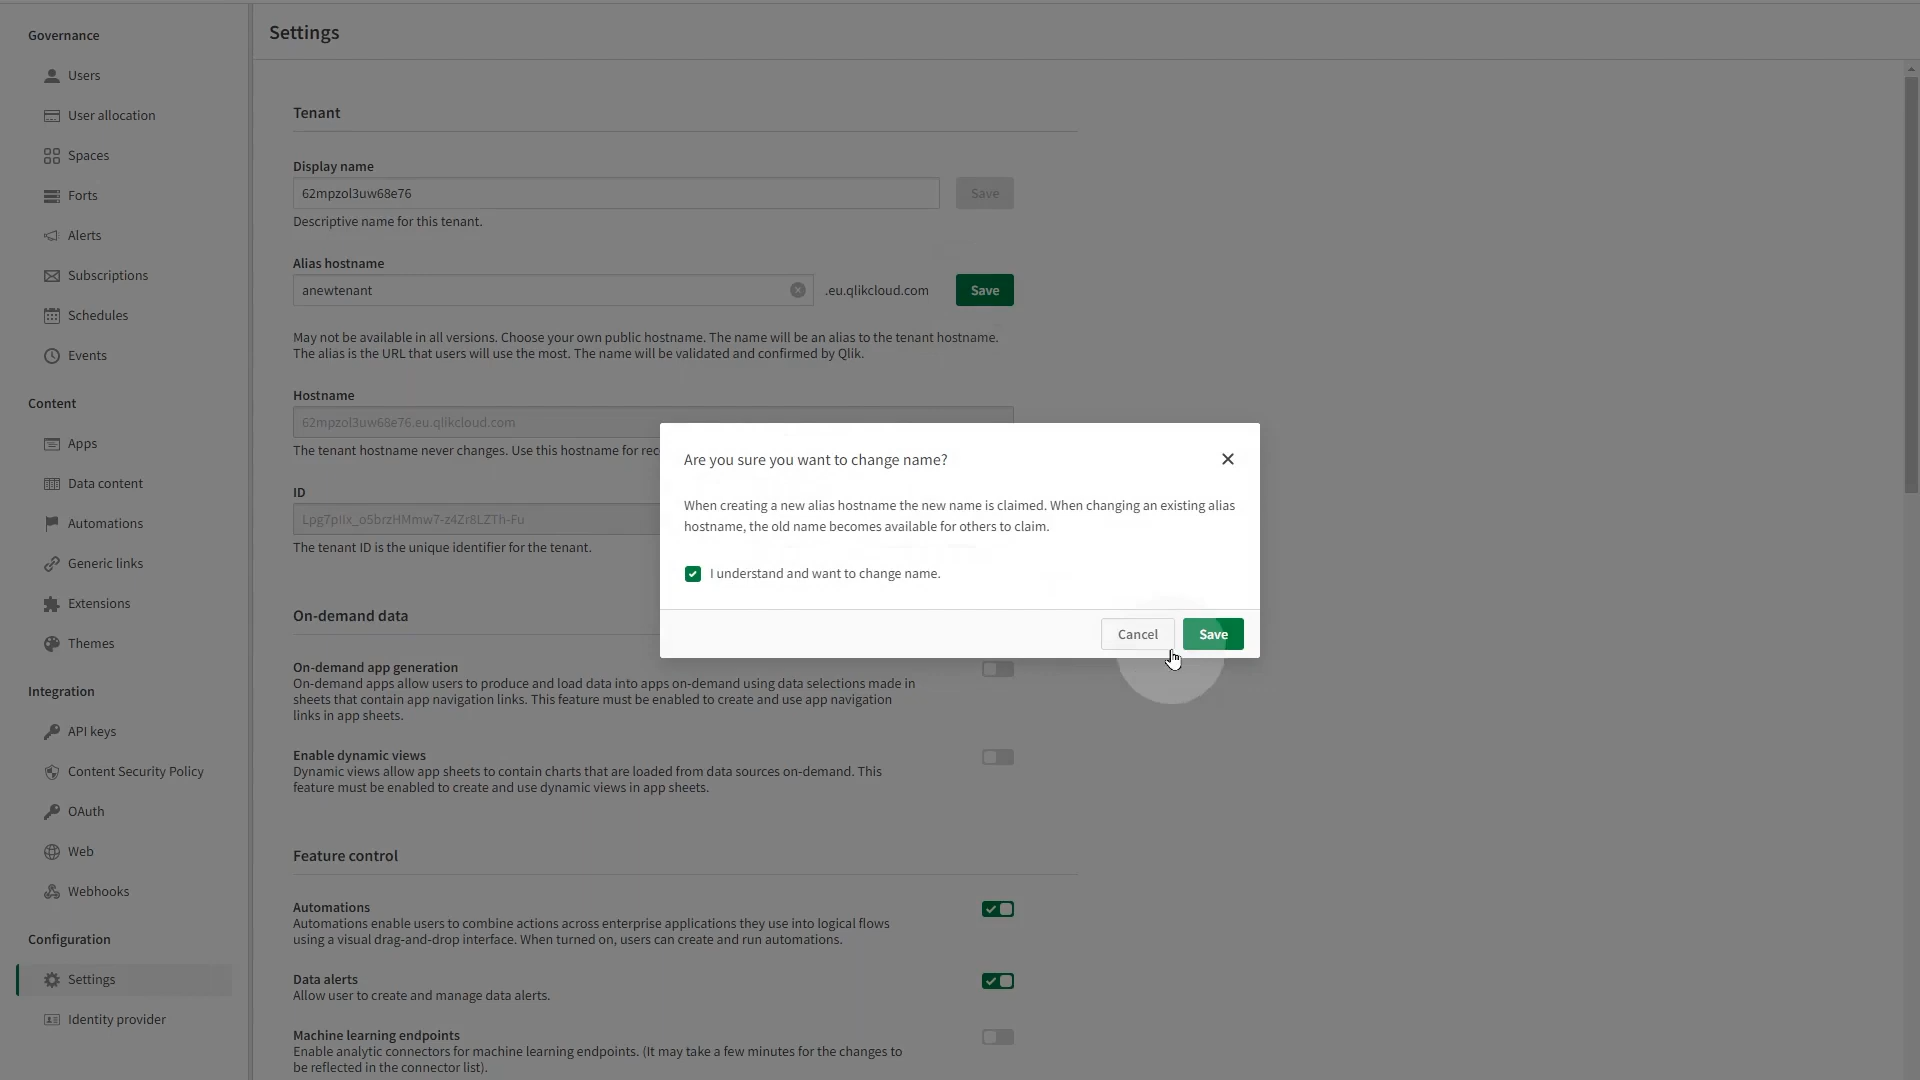 Governance
Users
User allocation
Spaces
Forts
Alerts
Subscriptions
Schedules
Events
Content
Apps
Data content
Automations
Generic links
Extensions
Themes
Integration
API keys
Content Security Policy
OAuth
Web
Webhooks
Configuration
Settings
Identity provider
Settings
Tenant
Display name
62mpzol3uw68e76
Save
Descriptive name for this tenant.
Alias hostname
anewtenant
.eu.qlikcloud.com
Save
May not be available in all versions. Choose your own public hostname. The name will be an alias to the tenant hostname.
The alias is the URL that users will use the most. The name will be validated and confirmed by Qlik.
Hostname
62mpzol3uw68e76.eu.qlikcloud.com
The tenant hostname never changes. Use this hostname for rec
ID
The tenant ID is the unique identifier for the tenant.
Are you sure you want to change name?
When creating a new alias hostname the new name is claimed. When changing an existing alias
hostname, the old name becomes available for others to claim.
I understand and want to change name.
Cancel
Save
On-demand data
On-demand app generation
On-demand apps allow users to produce and load data into apps on-demand using data selections made in
sheets that contain app navigation links. This feature must be enabled to create and use app navigation
links in app sheets.
Enable dynamic views
Dynamic views allow app sheets to contain charts that are loaded from data sources on-demand. This
feature must be enabled to create and use dynamic views in app sheets.
Feature control
Automations
Automations enable users to combine actions across enterprise applications they use into logical flows
using a visual drag-and-drop interface. When turned on, users can create and run automations.
Data alerts
Allow user to create and manage data alerts.
Machine learning endpoints
Enable analytic connectors for machine learning endpoints. (It may take a few minutes for the changes to
be reflected in the connector list).